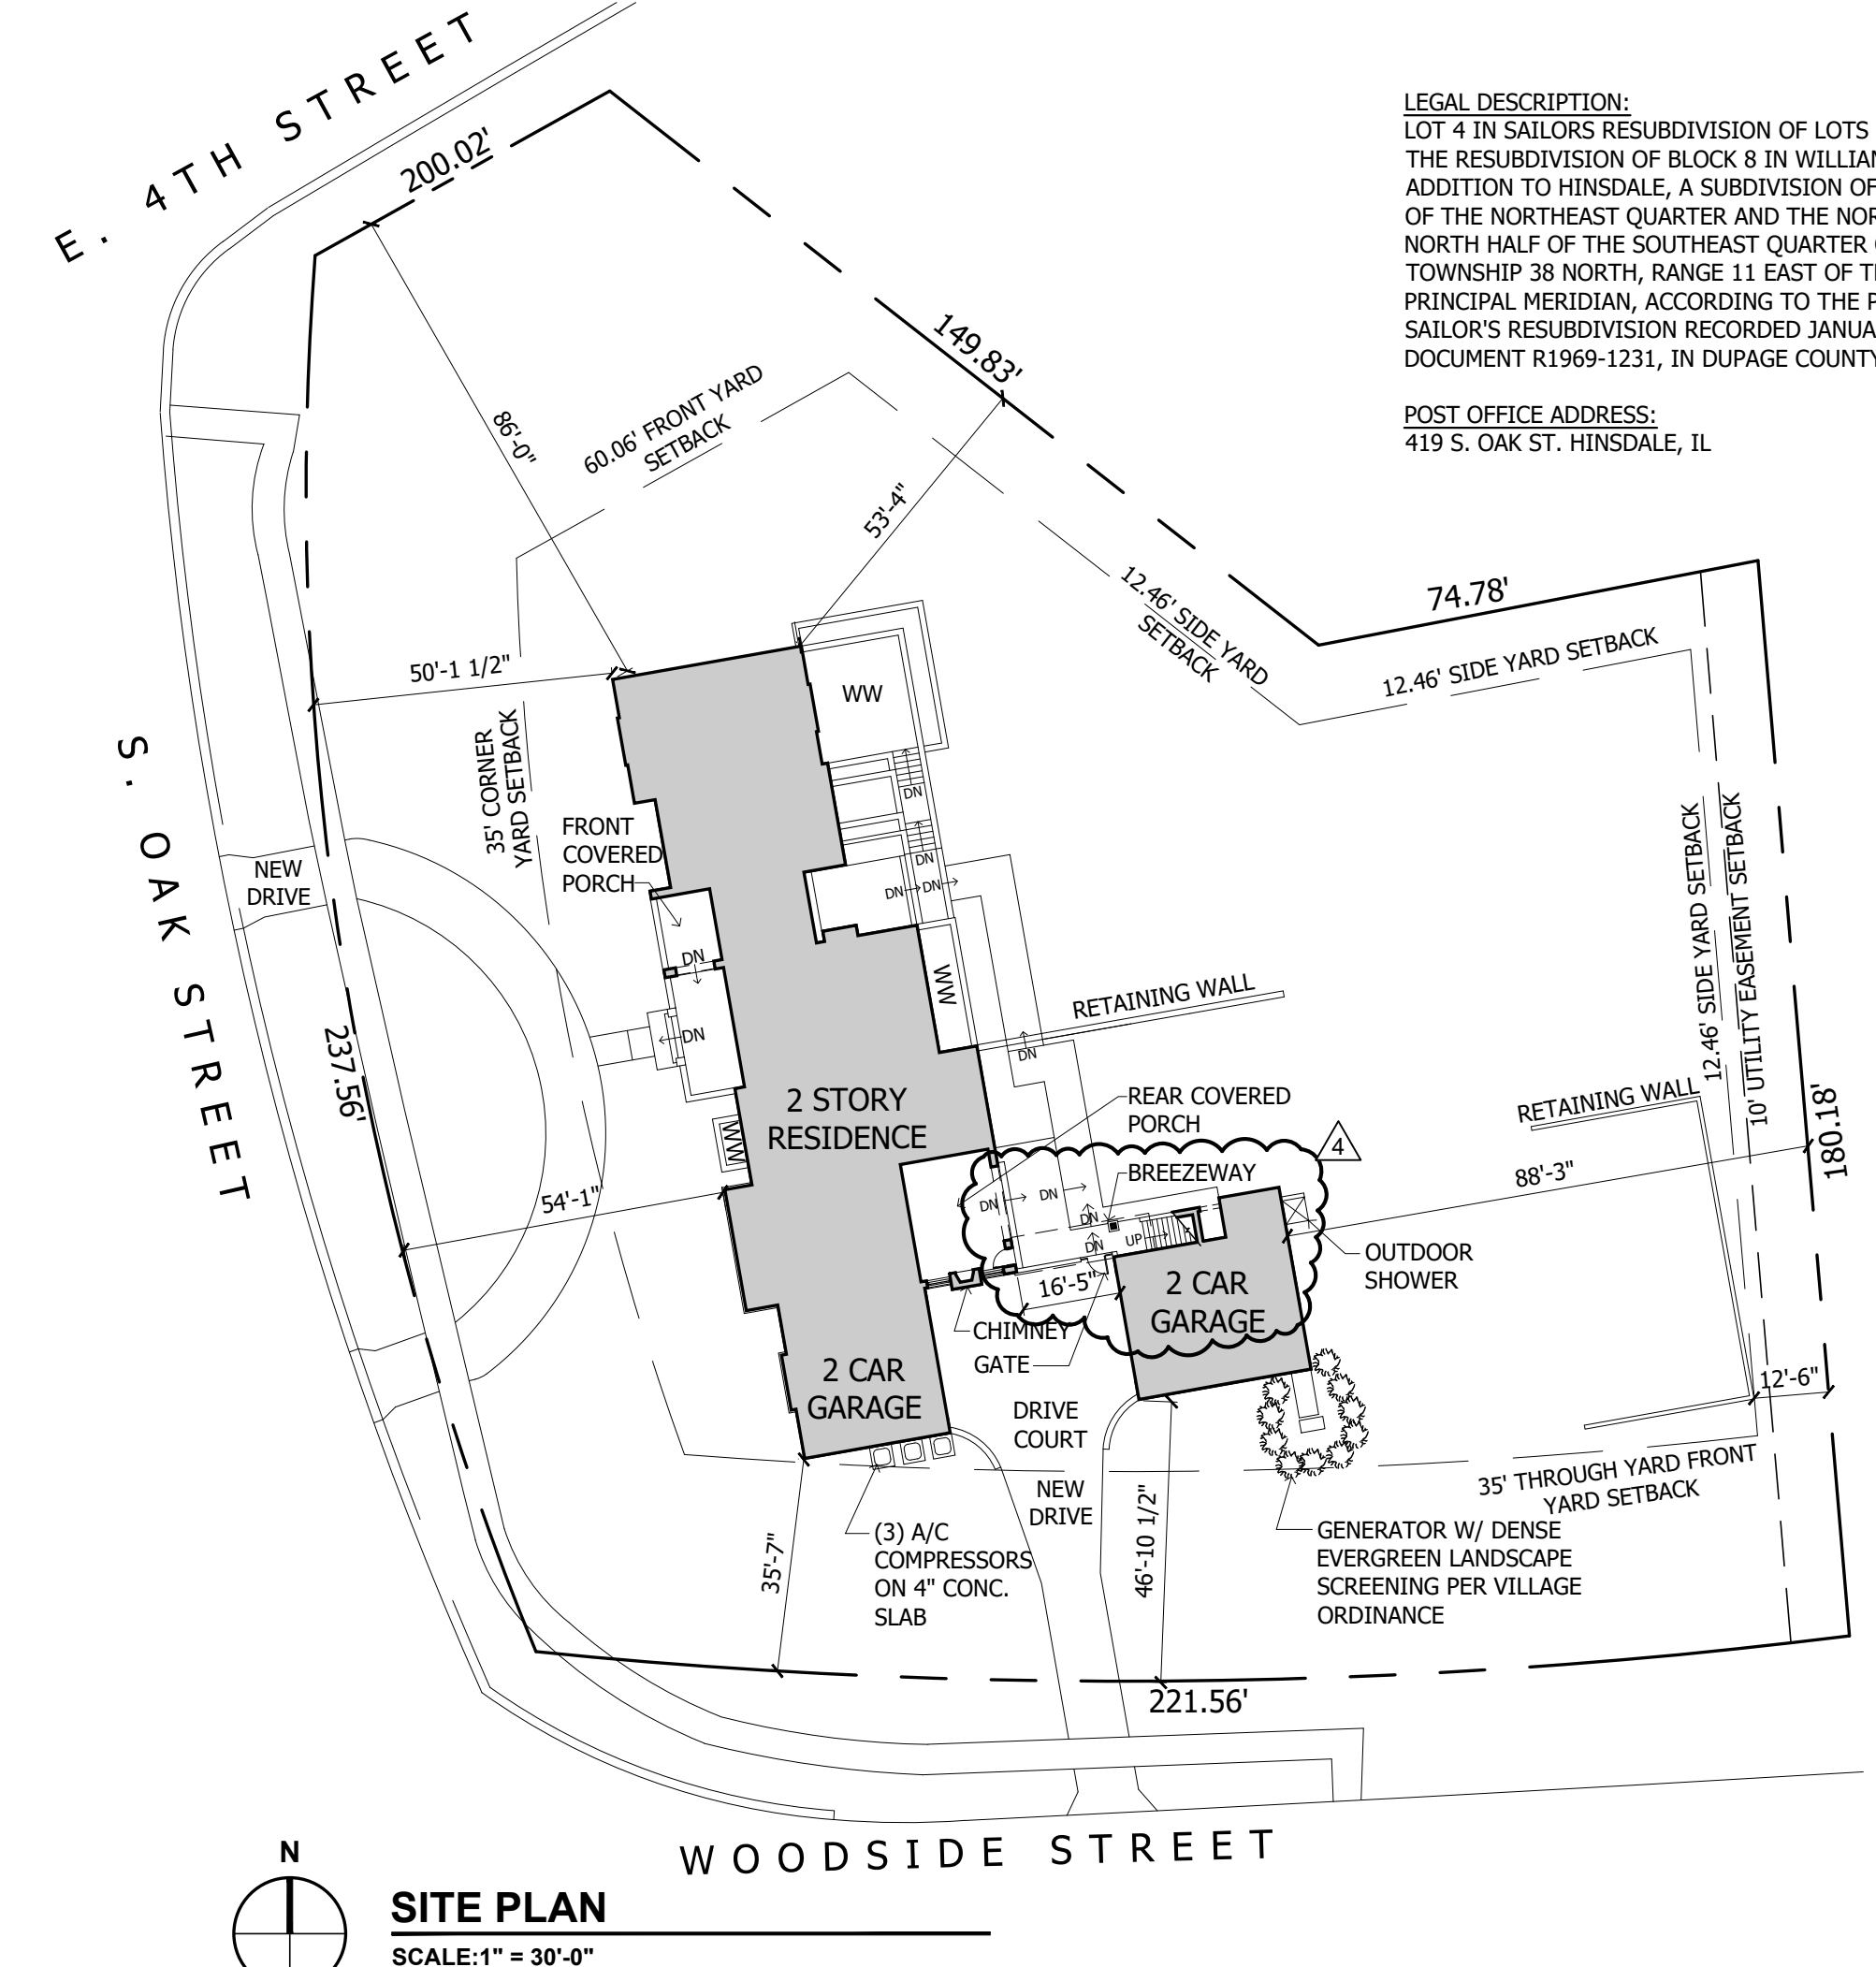 E. 4TH STREET
200.02'
LEGAL DESCRIPTION:
LOT 4 IN SAILORS RESUBDIVISION OF LOTS
THE RESUBDIVISION OF BLOCK 8 IN
ADDITION TO HINSDALE, A SUBDIVISION OF
OF THE NORTHEAST QUARTER AND THE
NORTH HALF OF THE SOUTHEAST QUARTER
TOWNSHIP 38 NORTH, RANGE 11 EAST OF
PRINCIPAL MERIDIAN, ACCORDING TO THE
SAILOR'S RESUBDIVISION RECORDED
DOCUMENT R1969-1231, IN DUPAGE COUNTY
POST OFFICE ADDRESS:
419 S. OAK ST. HINSDALE, IL
149.83'
86'-0"
60.06' FRONT YARD
SETBACK
53'-4"
12.46' SIDE YARD
SETBACK
74.78'
12.46' SIDE YARD SETBACK
50'-1 1/2"
WW
35' CORNER
YARD SETBACK
FRONT
COVERED
PORCH
DN
DN
DN
DN
DN
DN
NEW
DRIVE
S. OAK STREET
237.56'
WW
RETAINING WALL
DN
12.46' SIDE YARD SETBACK
10' UTILITY EASEMENT SETBACK
180.18'
2 STORY
RESIDENCE
WW
REAR COVERED
PORCH
RETAINING WALL
4
BREEZEWAY
88'-3"
54'-1"
DN
DN
DN
DN
UP
OUTDOOR
SHOWER
16'-5"
2 CAR
GARAGE
CHIMNEY
GATE
2 CAR
GARAGE
DRIVE
COURT
12'-6"
NEW
DRIVE
35' THROUGH YARD FRONT
YARD SETBACK
35'-7"
(3) A/C
COMPRESSORS
ON 4" CONC.
SLAB
46'-10 1/2"
GENERATOR W/ DENSE
EVERGREEN LANDSCAPE
SCREENING PER VILLAGE
ORDINANCE
221.56'
WOODSIDE STREET
N
SITE PLAN
SCALE:1" = 30'-0"